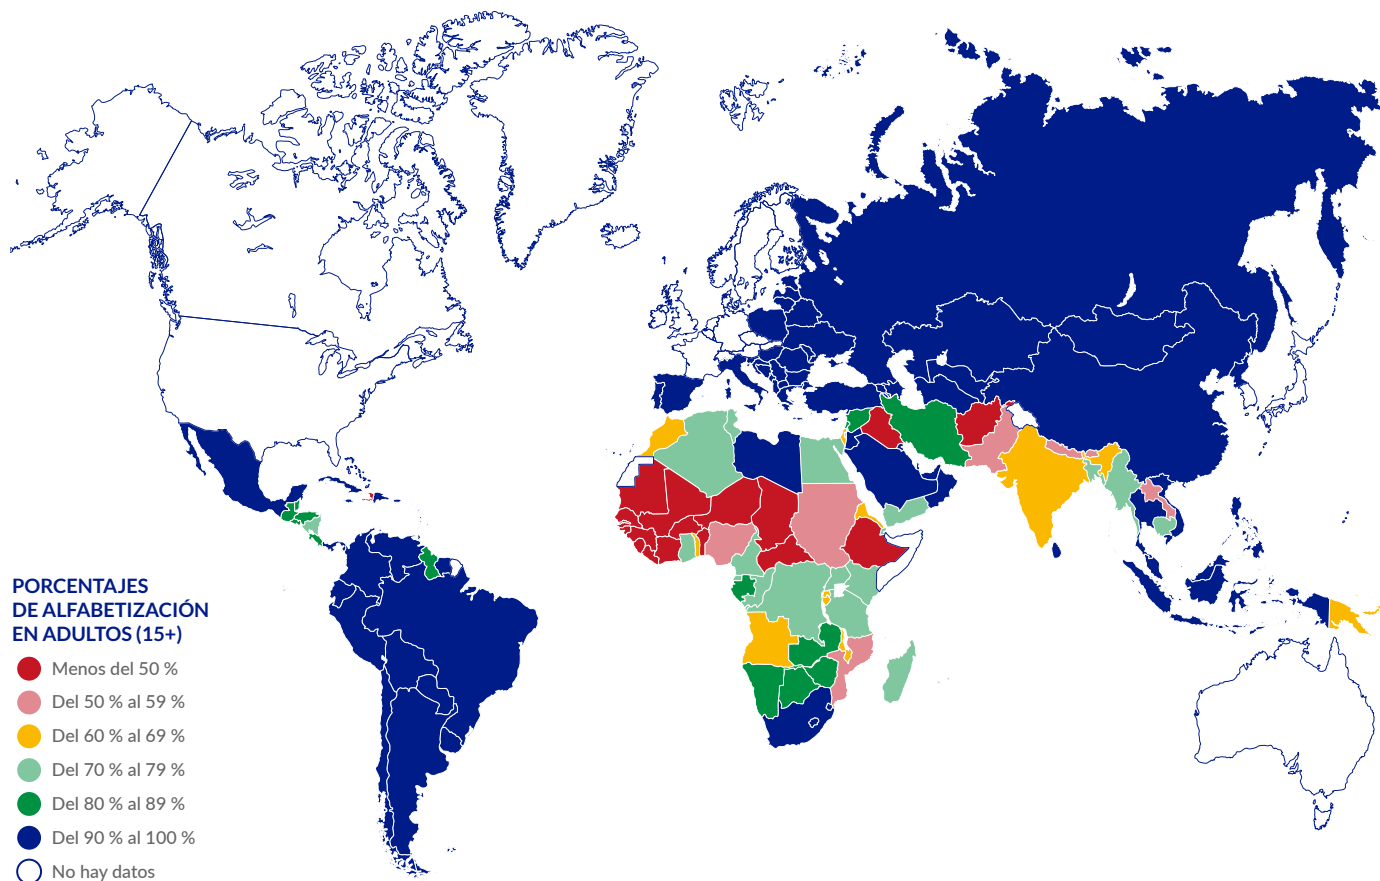 PORCENTAJES
DE ALFABETIZACIÓN
EN ADULTOS (15+)
Menos del 50 %
Del 50 % al 59 %
Del 60 % al 69 %
Del 70 % al 79 %
Del 80 % al 89 %
Del 90 % al 100 %
No hay datos